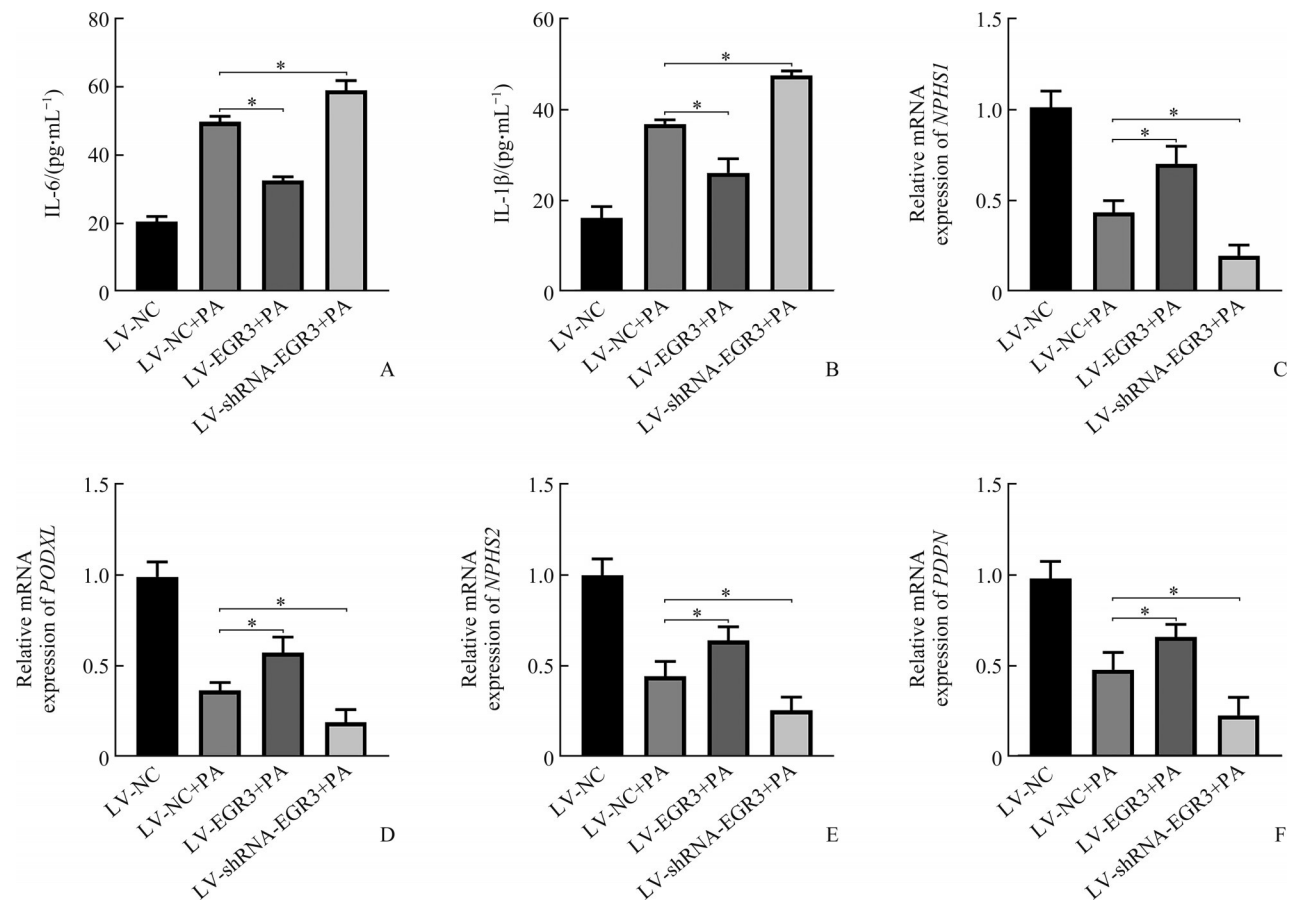 80
60
40
20
0
IL-6/(pg·mL⁻¹)
*
*
LV-NC
LV-NC+PA
LV-EGR3+PA
LV-shRNA-EGR3+PA
A
60
40
20
0
IL-1β/(pg·mL⁻¹)
*
*
LV-NC
LV-NC+PA
LV-EGR3+PA
LV-shRNA-EGR3+PA
B
1.5
1.0
0.5
0
Relative mRNA
expression of NPHS1
*
*
LV-NC
LV-NC+PA
LV-EGR3+PA
LV-shRNA-EGR3+PA
C
1.5
1.0
0.5
0
Relative mRNA
expression of PODXL
*
*
LV-NC
LV-NC+PA
LV-EGR3+PA
LV-shRNA-EGR3+PA
D
1.5
1.0
0.5
0
Relative mRNA
expression of NPHS2
*
*
LV-NC
LV-NC+PA
LV-EGR3+PA
LV-shRNA-EGR3+PA
E
1.5
1.0
0.5
0
Relative mRNA
expression of PDPN
*
*
LV-NC
LV-NC+PA
LV-EGR3+PA
LV-shRNA-EGR3+PA
F